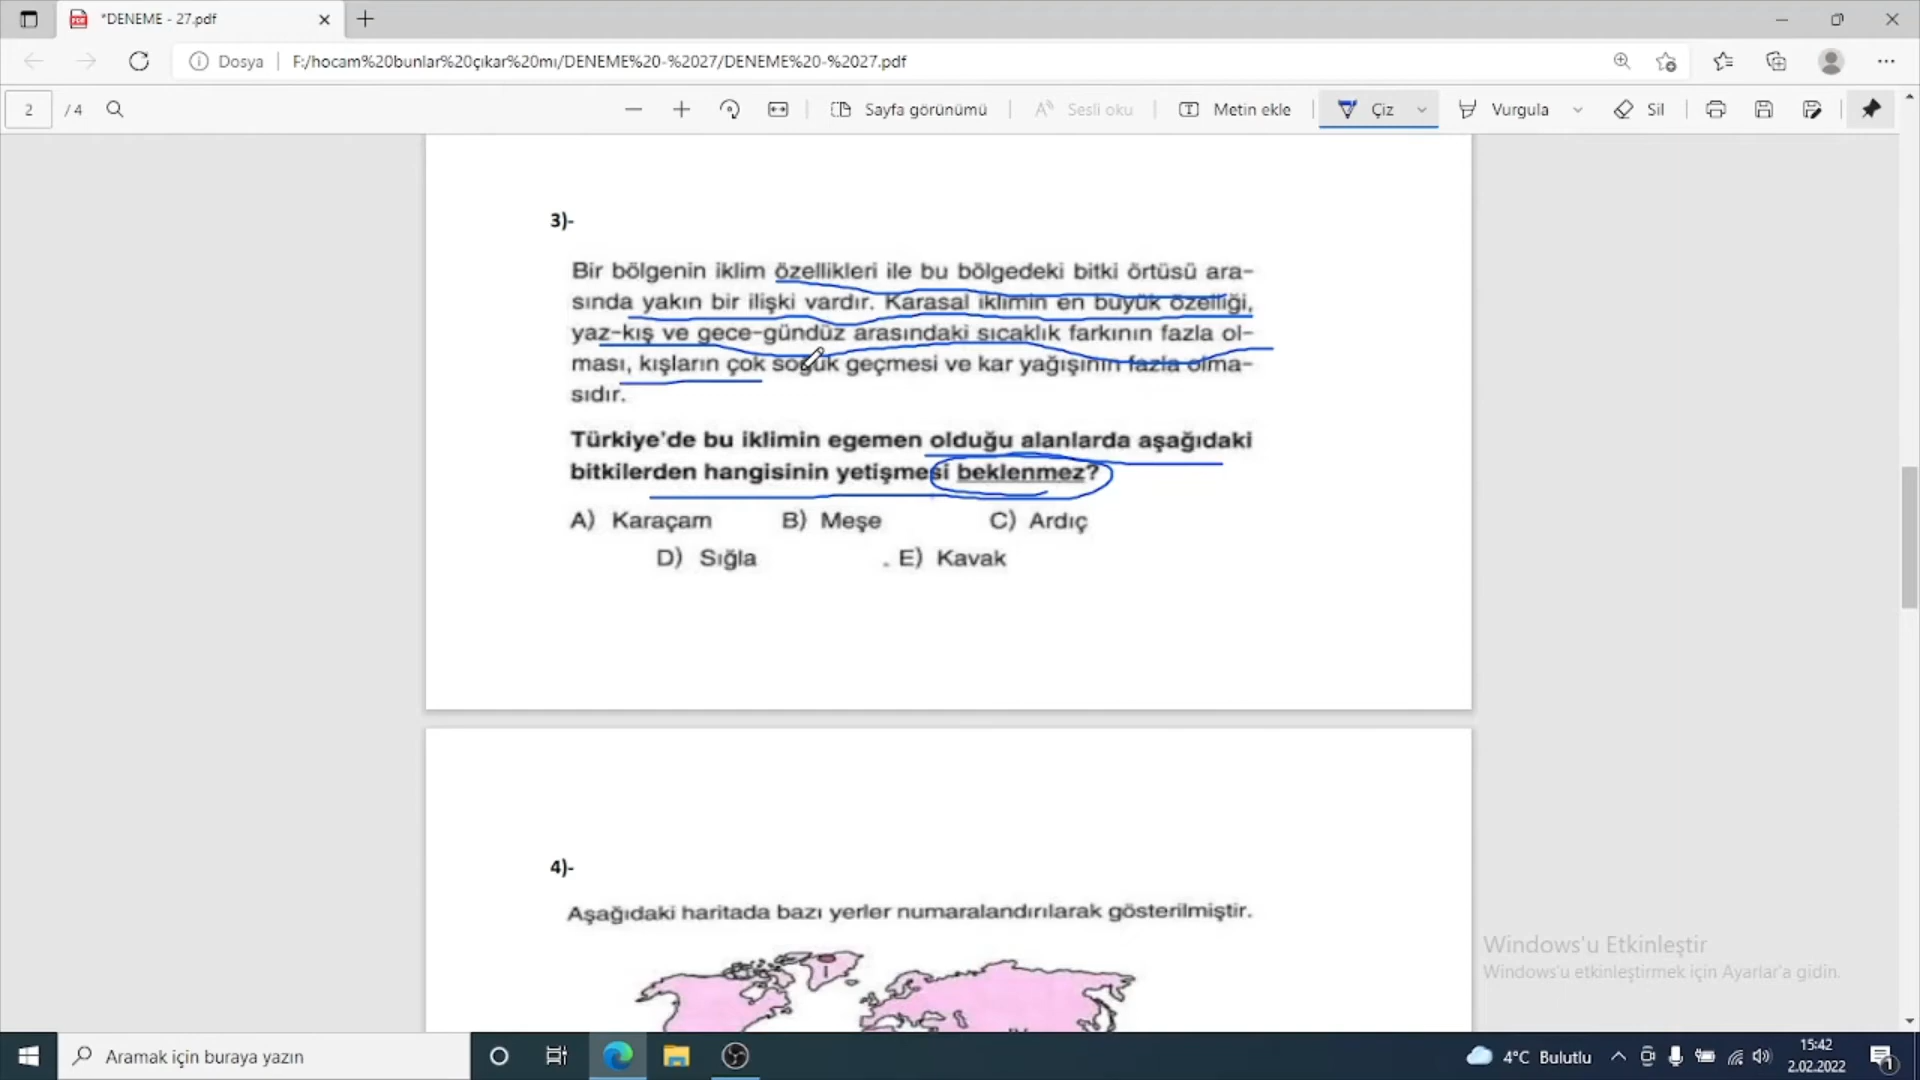 *DENEME - 27.pdf
Dosya
F:/hocam%20bunlar%20çıkar%20mı/DENEME%20-%2027/DENEME%20-%2027.pdf
2 / 4
Sayfa görünümü
Sesli oku
Metin ekle
Çiz
Vurgula
Sil
3)-
Bir bölgenin iklim özellikleri ile bu bölgedeki bitki örtüsü ara-
sında yakın bir ilişki vardır. Karasal iklimin en büyük özelliği,
yaz-kış ve gece-gündüz arasındaki sıcaklık farkının fazla ol-
ması, kışların çok soğuk geçmesi ve kar yağışının fazla olma-
sıdır.
Türkiye'de bu iklimin egemen olduğu alanlarda aşağıdaki
bitkilerden hangisinin yetişmesi beklenmez?
A) Karaçam B) Meşe C) Ardıç
D) Sığla . E) Kavak
4)-
Aşağıdaki haritada bazı yerler numaralandırılarak gösterilmiştir.
I
Windows'u Etkinleştir
Windows'u etkinleştirmek için Ayarlar'a gidin.
Aramak için buraya yazın
4°C Bulutlu
15:42
2.02.2022
1